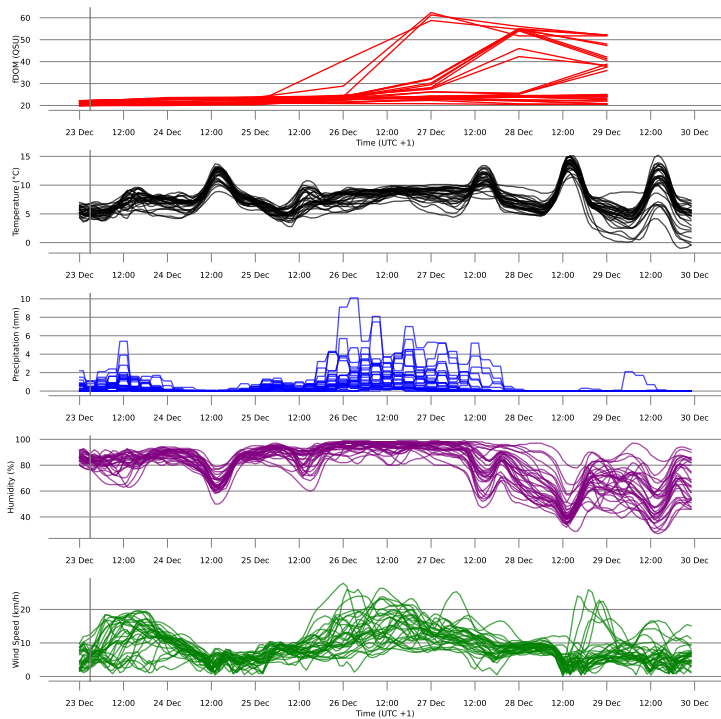 60
50
40
30
20
fDOM (QSU)
23 Dec 12:00 24 Dec 12:00 25 Dec 12:00 26 Dec 12:00 27 Dec 12:00 28 Dec 12:00 29 Dec 12:00 30 Dec
Time (UTC +1)
15
10
5
0
Temperature (°C)
23 Dec 12:00 24 Dec 12:00 25 Dec 12:00 26 Dec 12:00 27 Dec 12:00 28 Dec 12:00 29 Dec 12:00 30 Dec
10
8
6
4
2
0
Precipitation (mm)
23 Dec 12:00 24 Dec 12:00 25 Dec 12:00 26 Dec 12:00 27 Dec 12:00 28 Dec 12:00 29 Dec 12:00 30 Dec
100
80
60
40
Humidity (%)
23 Dec 12:00 24 Dec 12:00 25 Dec 12:00 26 Dec 12:00 27 Dec 12:00 28 Dec 12:00 29 Dec 12:00 30 Dec
20
10
0
Wind Speed (km/h)
23 Dec 12:00 24 Dec 12:00 25 Dec 12:00 26 Dec 12:00 27 Dec 12:00 28 Dec 12:00 29 Dec 12:00 30 Dec
Time (UTC +1)